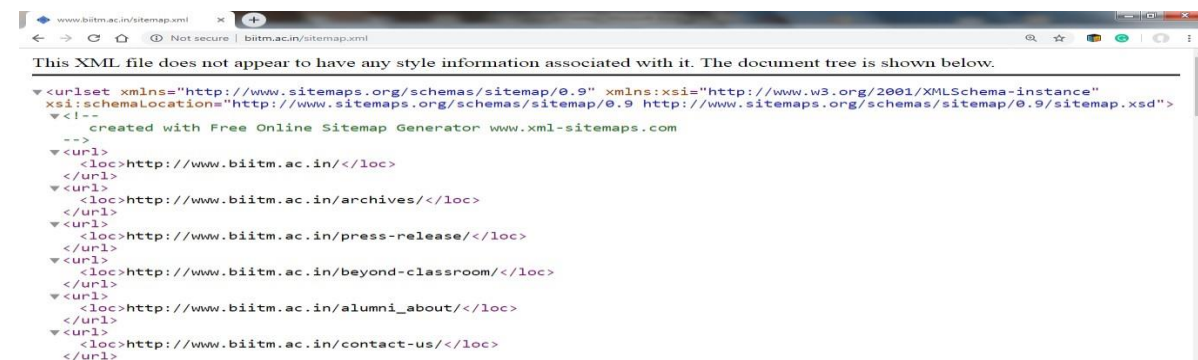 www.biitm.ac.in/sitemap.xml
Not secure | biitm.ac.in/sitemap.xml
This XML file does not appear to have any style information associated with it. The document tree is shown below.
<urlset xmlns="http://www.sitemaps.org/schemas/sitemap/0.9" xmlns:xsi="http://www.w3.org/2001/XMLSchema-instance"
xsi:schemaLocation="http://www.sitemaps.org/schemas/sitemap/0.9 http://www.sitemaps.org/schemas/sitemap/0.9/sitemap.xsd">
<!--
created with Free Online Sitemap Generator www.xml-sitemaps.com
-->
<url>
<loc>http://www.biitm.ac.in/</loc>
</url>
<url>
<loc>http://www.biitm.ac.in/archives/</loc>
</url>
<url>
<loc>http://www.biitm.ac.in/press-release/</loc>
</url>
<url>
<loc>http://www.biitm.ac.in/beyond-classroom/</loc>
</url>
<url>
<loc>http://www.biitm.ac.in/alumni_about/</loc>
</url>
<url>
<loc>http://www.biitm.ac.in/contact-us/</loc>
</url>